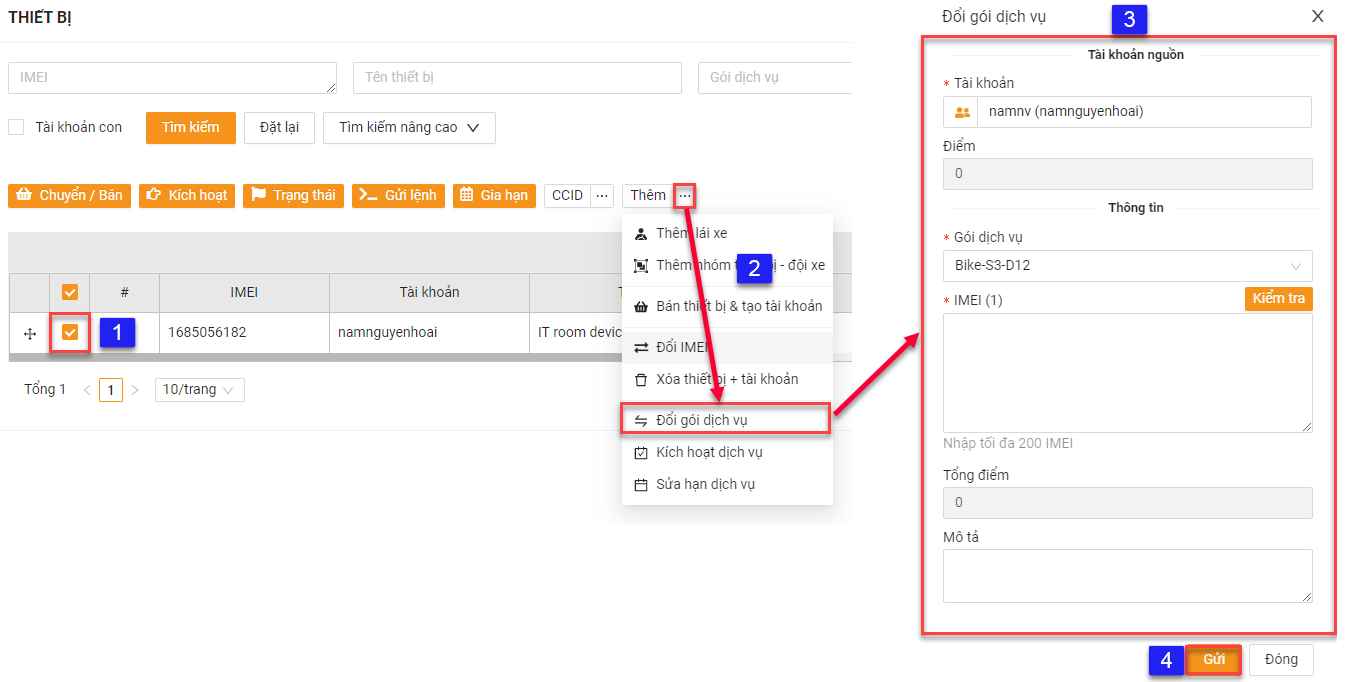 THIẾT BỊ
IMEI
Tên thiết bị
Gói dịch vụ
Tài khoản con
Tìm kiếm
Đặt lại
Tìm kiếm nâng cao
Chuyển / Bán
Kích hoạt
Trạng thái
Gửi lệnh
Gia hạn
CCID ···
Thêm ···
# IMEI Tài khoản
1 1685056182 namnguyenhoai IT room devic
Tổng 1 < 1 > 10/trang
Thêm lái xe
2
Thêm nhóm t ị - đội xe
Bán thiết bị & tạo tài khoản
Đổi IMEI
Xóa thiết bị + tài khoản
Đổi gói dịch vụ
Kích hoạt dịch vụ
Sửa hạn dịch vụ
Đổi gói dịch vụ 3 X
Tài khoản nguồn
* Tài khoản
namnv (namnguyenhoai)
Điểm
0
Thông tin
* Gói dịch vụ
Bike-S3-D12
* IMEI (1) Kiểm tra
Nhập tối đa 200 IMEI
Tổng điểm
0
Mô tả
4 Gửi Đóng